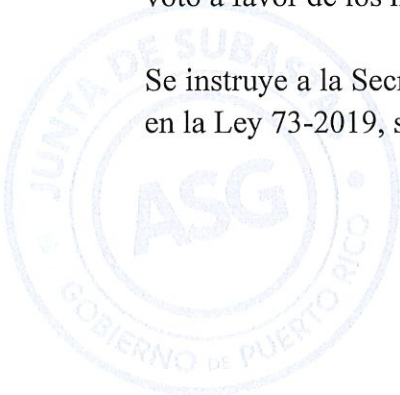 voto a favor de los
Se instruye a la Sec
en la Ley 73-2019, s
JUNTA DE SUBASTAS
ASG
GOBIERNO DE PUERTO RICO